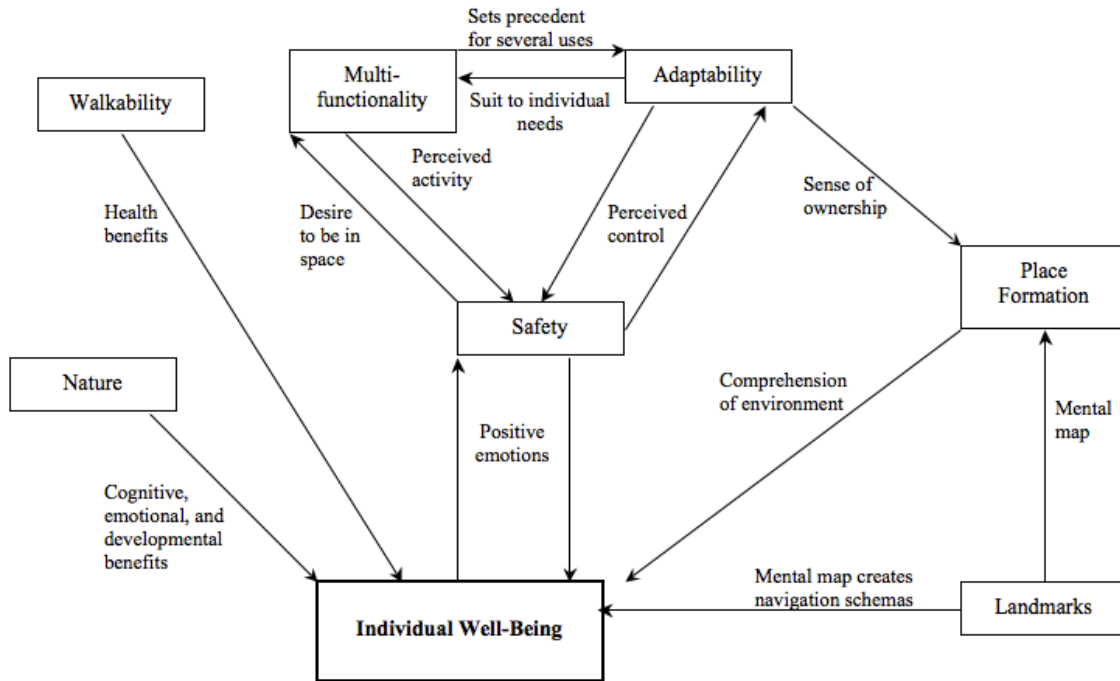 Sets precedent
for several uses
Multi-
functionality
Adaptability
Walkability
Suit to individual
needs
Perceived
activity
Sense of
ownership
Health
benefits
Desire
to be in
space
Perceived
control
Place
Formation
Safety
Nature
Comprehension
of environment
Mental
map
Positive
emotions
Cognitive,
emotional, and
developmental
benefits
Mental map creates
navigation schemas
Landmarks
Individual Well-Being